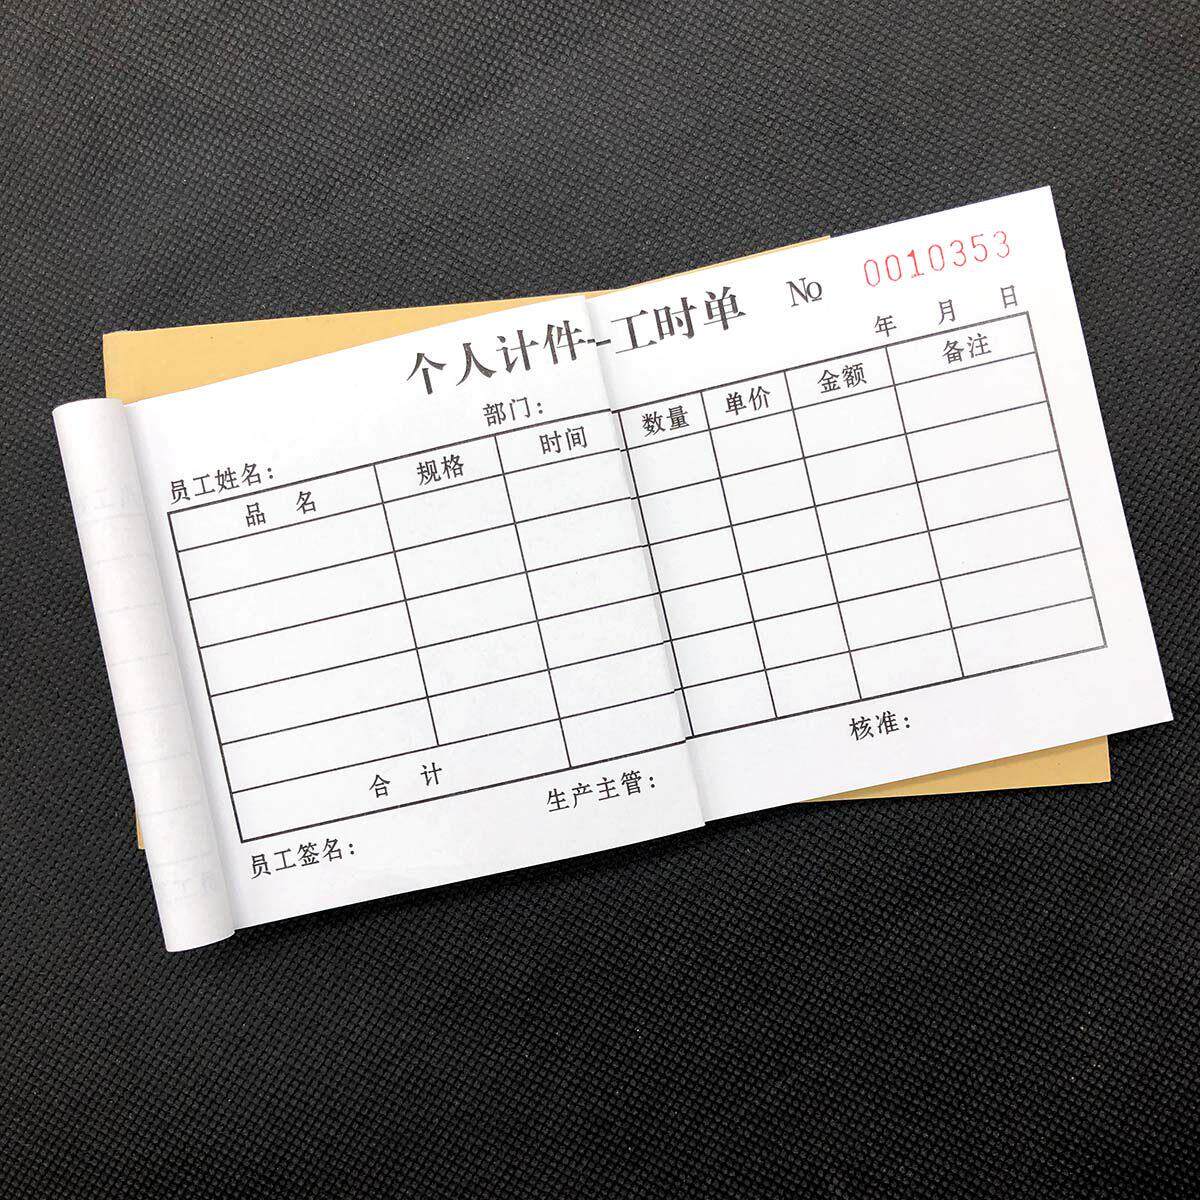 个人计件-工时单 № 0010353
员工姓名： 部门： 年 月 日
品 名 规格 时间 数量 单价 金额 备注
合 计
员工签名： 生产主管： 核准：